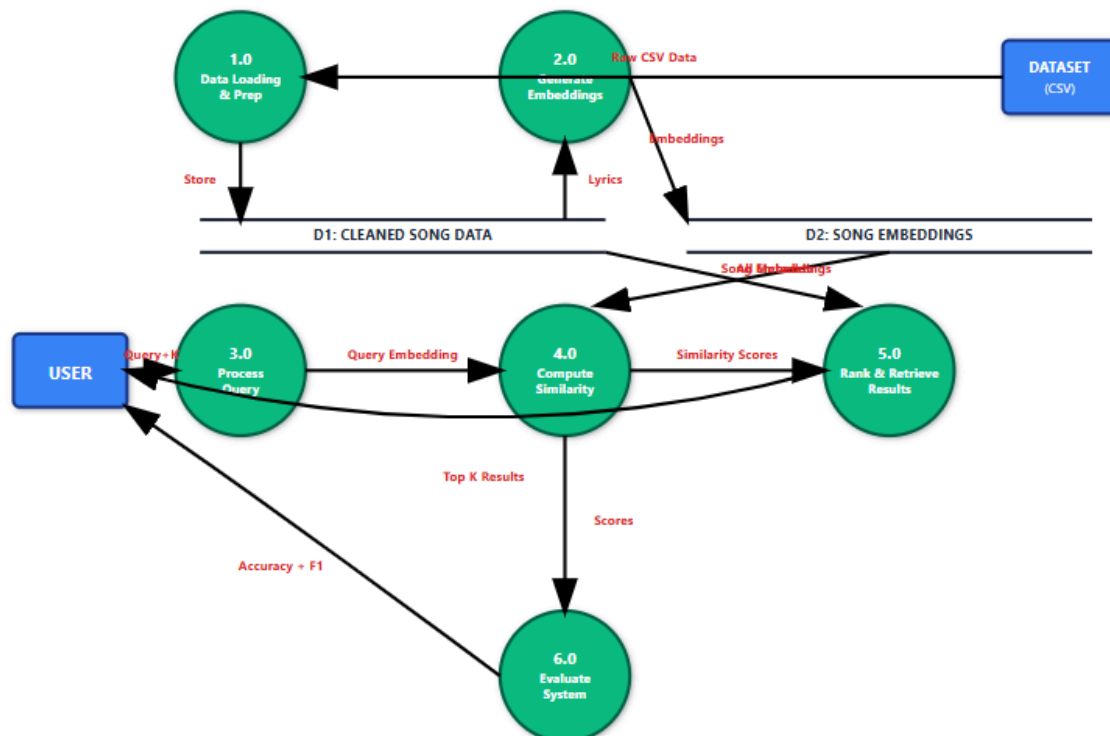 1.0
Data Loading
& Prep
2.0
Generate
Embeddings
Raw CSV Data
DATASET
(CSV)
Store
Lyrics
Embeddings
D1: CLEANED SONG DATA
D2: SONG EMBEDDINGS
USER
Query+K
3.0
Process
Query
Query Embedding
4.0
Compute
Similarity
Similarity Scores
5.0
Rank & Retrieve
Results
Top K Results
Scores
Accuracy + F1
6.0
Evaluate
System